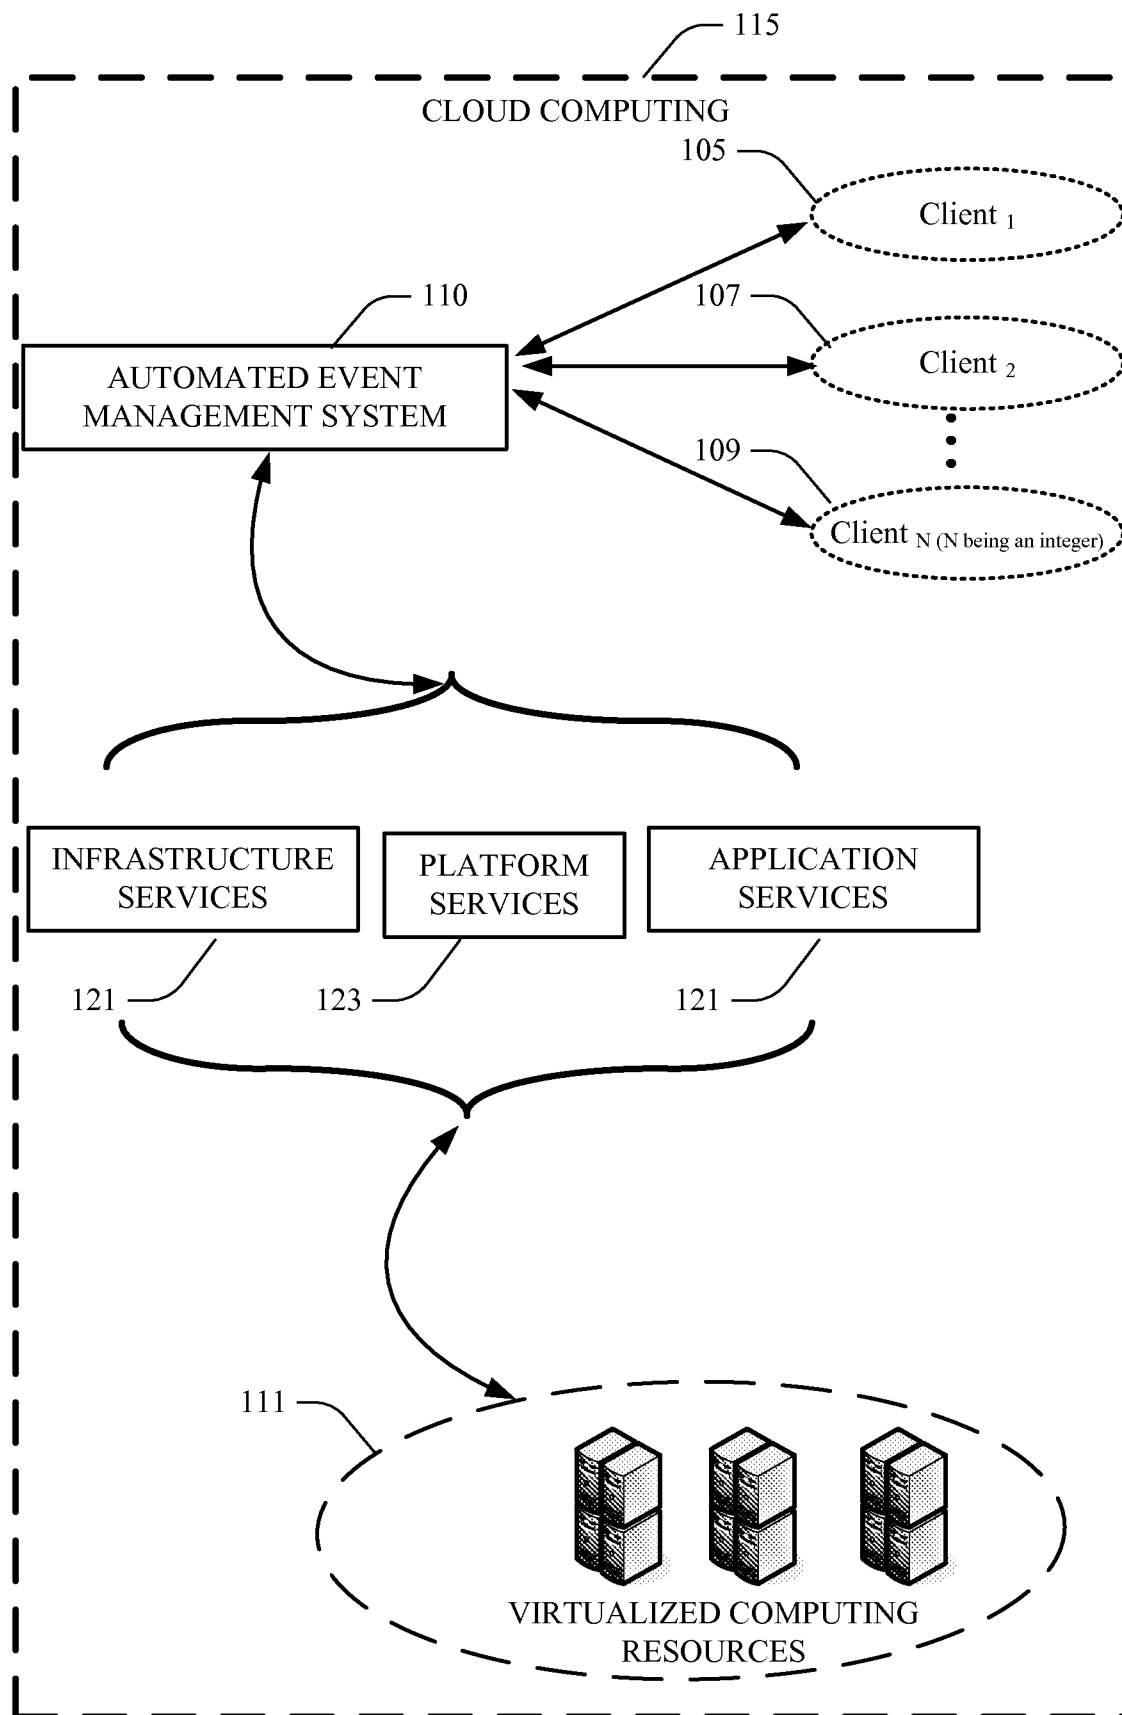 115
CLOUD COMPUTING
105
Client 1
110
107
AUTOMATED EVENT
MANAGEMENT SYSTEM
Client 2
109
Client N (N being an integer)
INFRASTRUCTURE
SERVICES
PLATFORM
SERVICES
APPLICATION
SERVICES
121
123
121
111
VIRTUALIZED COMPUTING
RESOURCES